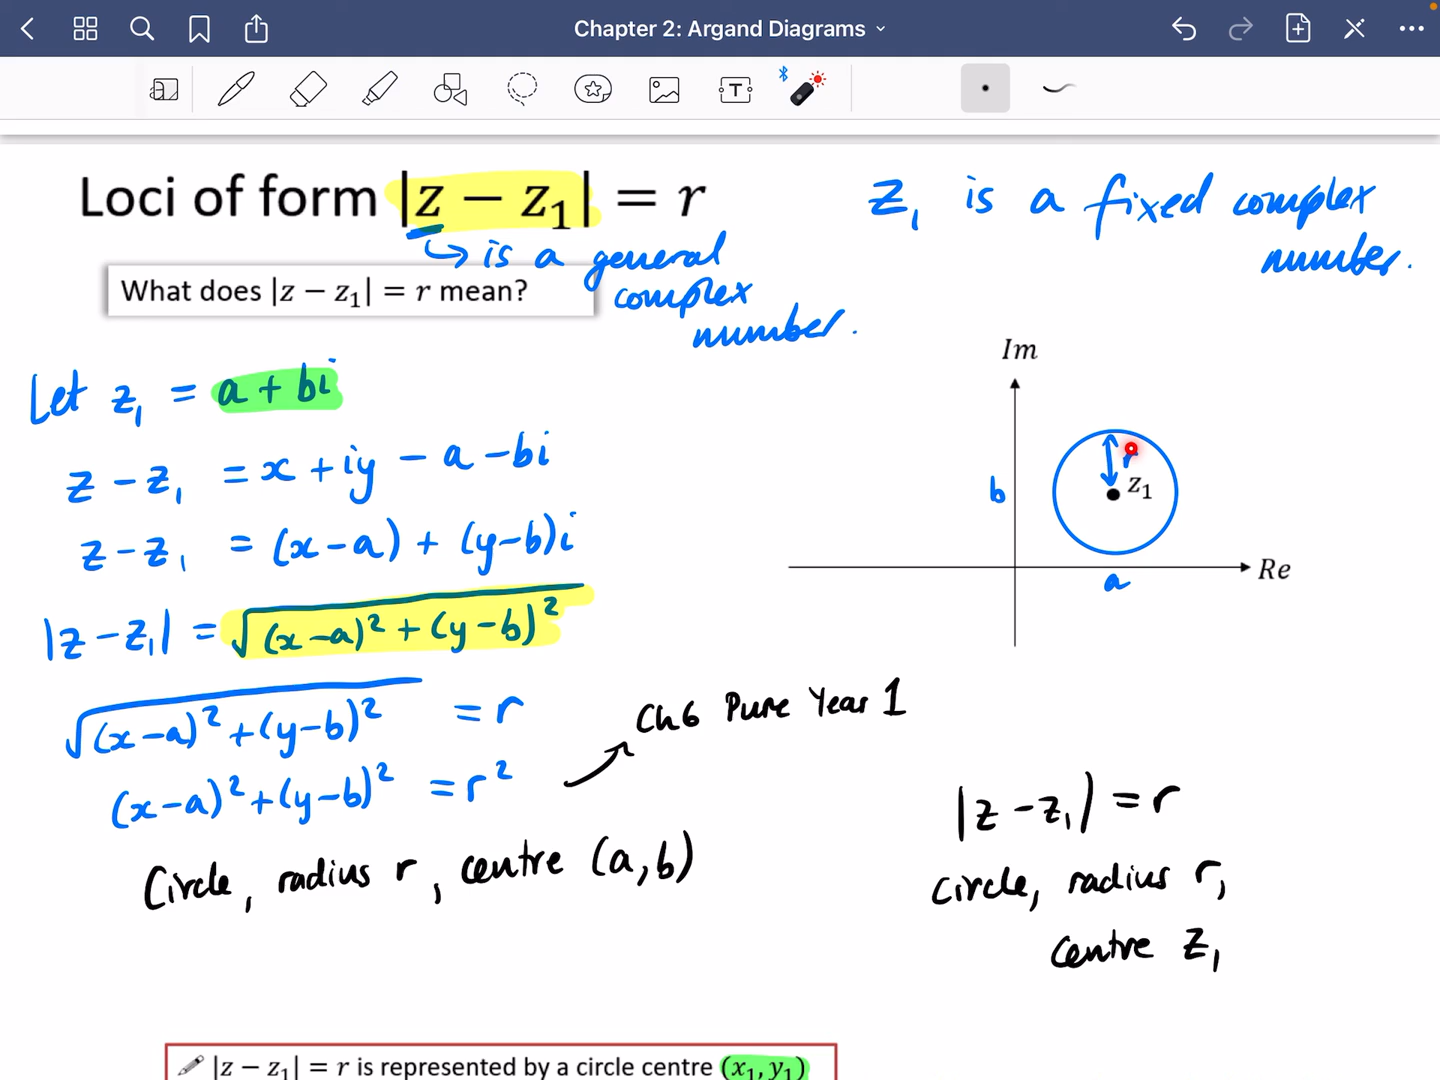 Chapter 2: Argand Diagrams
Loci of form |z − z₁| = r
z₁ is a fixed complex number.
↳ is a general complex number.
What does |z − z₁| = r mean?
Let z₁ = a + bi
z − z₁ = x + iy − a − bi
z − z₁ = (x−a) + (y−b)i
|z − z₁| = √((x−a)² + (y−b)²)
√((x−a)² + (y−b)²) = r
(x−a)² + (y−b)² = r²
Ch6 Pure Year 1
Circle, radius r, centre (a,b)
Im
r
z₁
b
a
Re
|z − z₁| = r
circle, radius r,
centre z₁
|z − z₁| = r is represented by a circle centre (x₁, y₁)